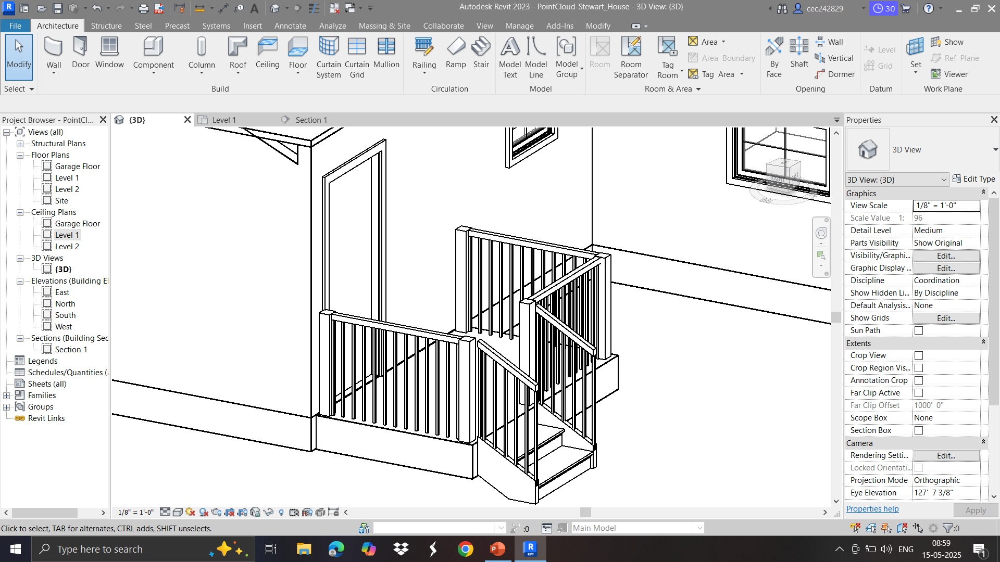 Autodesk Revit 2023 - PointCloud-Stewart_House - 3D View: {3D}
cec242829
30
File
Architecture
Structure
Steel
Precast
Systems
Insert
Annotate
Analyze
Massing & Site
Collaborate
View
Manage
Add-Ins
Modify
Modify
Wall
Door
Window
Component
Column
Roof
Ceiling
Floor
Curtain System
Curtain Grid
Mullion
Railing
Ramp
Stair
Model Text
Model Line
Model Group
Room
Room Separator
Tag Room
Area
Area Boundary
Tag Area
By Face
Shaft
Wall
Vertical
Dormer
Level
Grid
Set
Show
Ref Plane
Viewer
Select
Build
Circulation
Model
Room & Area
Opening
Datum
Work Plane
Project Browser - PointCl...
Views (all)
Structural Plans
Floor Plans
Garage Floor
Level 1
Level 2
Site
Ceiling Plans
Garage Floor
Level 1
Level 2
3D Views
{3D}
Elevations (Building El
East
North
South
West
Sections (Building Sec
Section 1
Legends
Schedules/Quantities (a
Sheets (all)
Families
Groups
Revit Links
{3D}
Level 1
Section 1
RIGHT
1/8" = 1'-0"
Properties
3D View
3D View: {3D}
Edit Type
Graphics
View Scale 1/8" = 1'-0"
Scale Value 1: 96
Detail Level Medium
Parts Visibility Show Original
Visibility/Graphi... Edit...
Graphic Display ... Edit...
Discipline Coordination
Show Hidden Li... By Discipline
Default Analysis... None
Show Grids Edit...
Sun Path
Extents
Crop View
Crop Region Vis...
Annotation Crop
Far Clip Active
Far Clip Offset 1000' 0"
Scope Box None
Section Box
Camera
Rendering Setti... Edit...
Locked Orientati...
Projection Mode Orthographic
Eye Elevation 127' 7 3/8"
Properties help
Apply
Click to select, TAB for alternates, CTRL adds, SHIFT unselects.
:0
Main Model
:0
Type here to search
ENG
08:59
15-05-2025
1